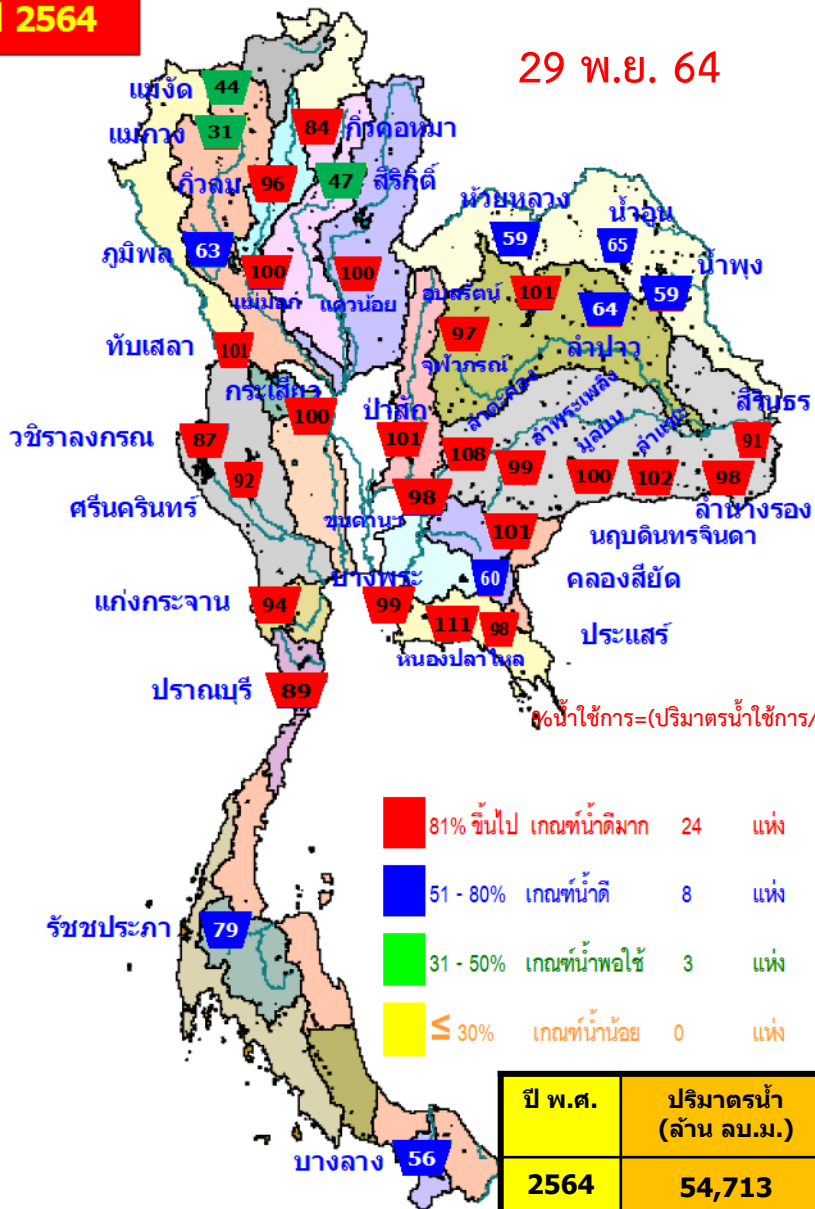 2564
29 พ.ย. 64
แม่งัด 44
แม่กวง 31
84 กิ่วคอหมา
กิ่วลม 96
47 สิริกิติ์
ห้วยหลวง
59
น้ำอูน
65
ภูมิพล 63
100
แม่มอก
100
แควน้อย
อุบลรัตน์
101
59
น้ำพุง
64
ลำปาว
97
จุฬาภรณ์
ทับเสลา
101
กระเสียว
100
ป่าสัก
101
ลำตะคอง
108
ลำพระเพลิง
99
มูลบน
100
ลำแชะ
102
สิรินธร
91
98
ลำนางรอง
วชิราลงกรณ
87
92
ศรีนครินทร์
98
ขุนด่านฯ
101
นฤบดินทรจินดา
บางพระ
99
60
คลองสียัด
แก่งกระจาน
94
111
หนองปลาไหล
98
ประแสร์
ปราณบุรี
89
%น้ำใช้การ=(ปริมาตรน้ำใช้การ/
81% ขึ้นไป เกณฑ์น้ำดีมาก 24 แห่ง
51 - 80% เกณฑ์น้ำดี 8 แห่ง
31 - 50% เกณฑ์น้ำพอใช้ 3 แห่ง
≤ 30% เกณฑ์น้ำน้อย 0 แห่ง
รัชชประภา 79
บางลาง 56
ปี พ.ศ. ปริมาตรน้ำ
(ล้าน ลบ.ม.)
2564 54,713